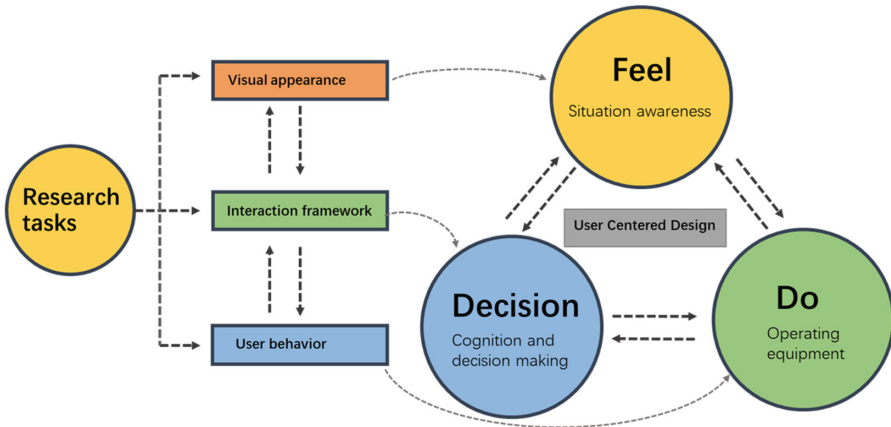 Research
tasks
Visual appearance
Interaction framework
User behavior
Feel
Situation awareness
User Centered Design
Decision
Cognition and
decision making
Do
Operating
equipment